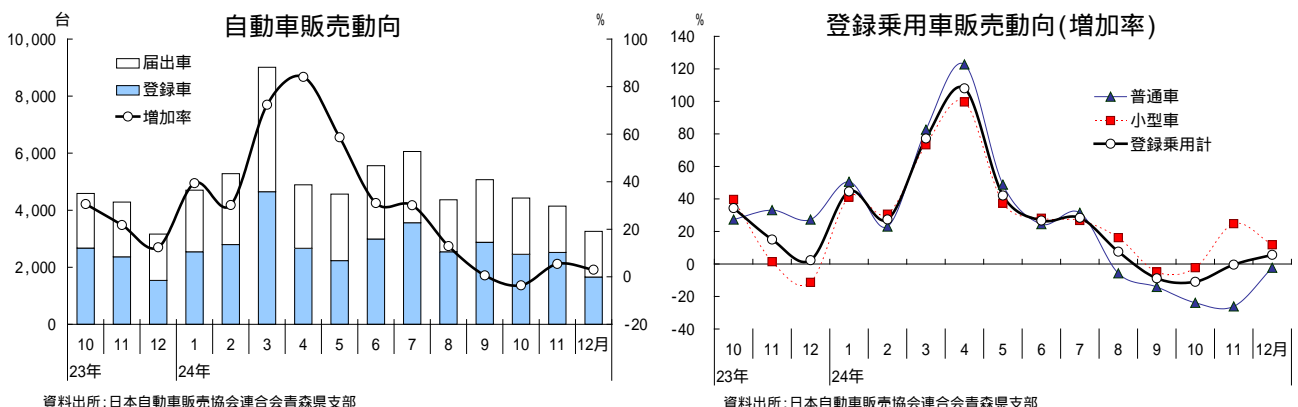 自動車販売動向
台
%
10,000
8,000
6,000
4,000
2,000
0
100
80
60
40
20
0
-20
届出車
登録車
増加率
10 11 12 1 2 3 4 5 6 7 8 9 10 11 12月
23年 24年
資料出所:日本自動車販売協会連合会青森県支部
登録乗用車販売動向(増加率)
%
140
120
100
80
60
40
20
0
-20
-40
普通車
小型車
登録乗用計
10 11 12 1 2 3 4 5 6 7 8 9 10 11 12月
23年 24年
資料出所:日本自動車販売協会連合会青森県支部